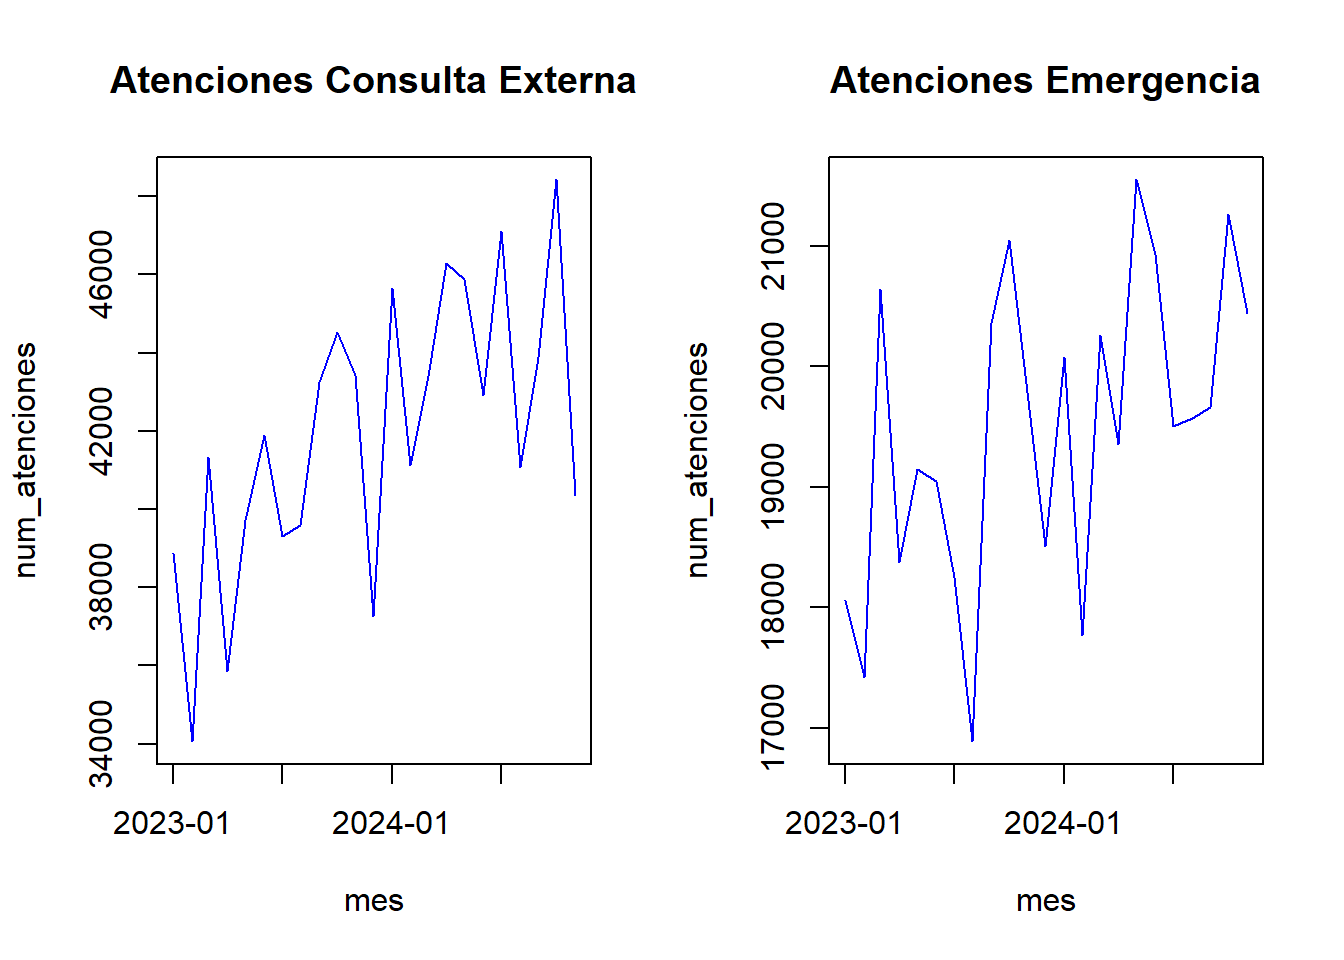 Atenciones Consulta Externa
num_atenciones
46000
42000
38000
34000
2023-01 2024-01
mes
Atenciones Emergencia
num_atenciones
21000
20000
19000
18000
17000
2023-01 2024-01
mes